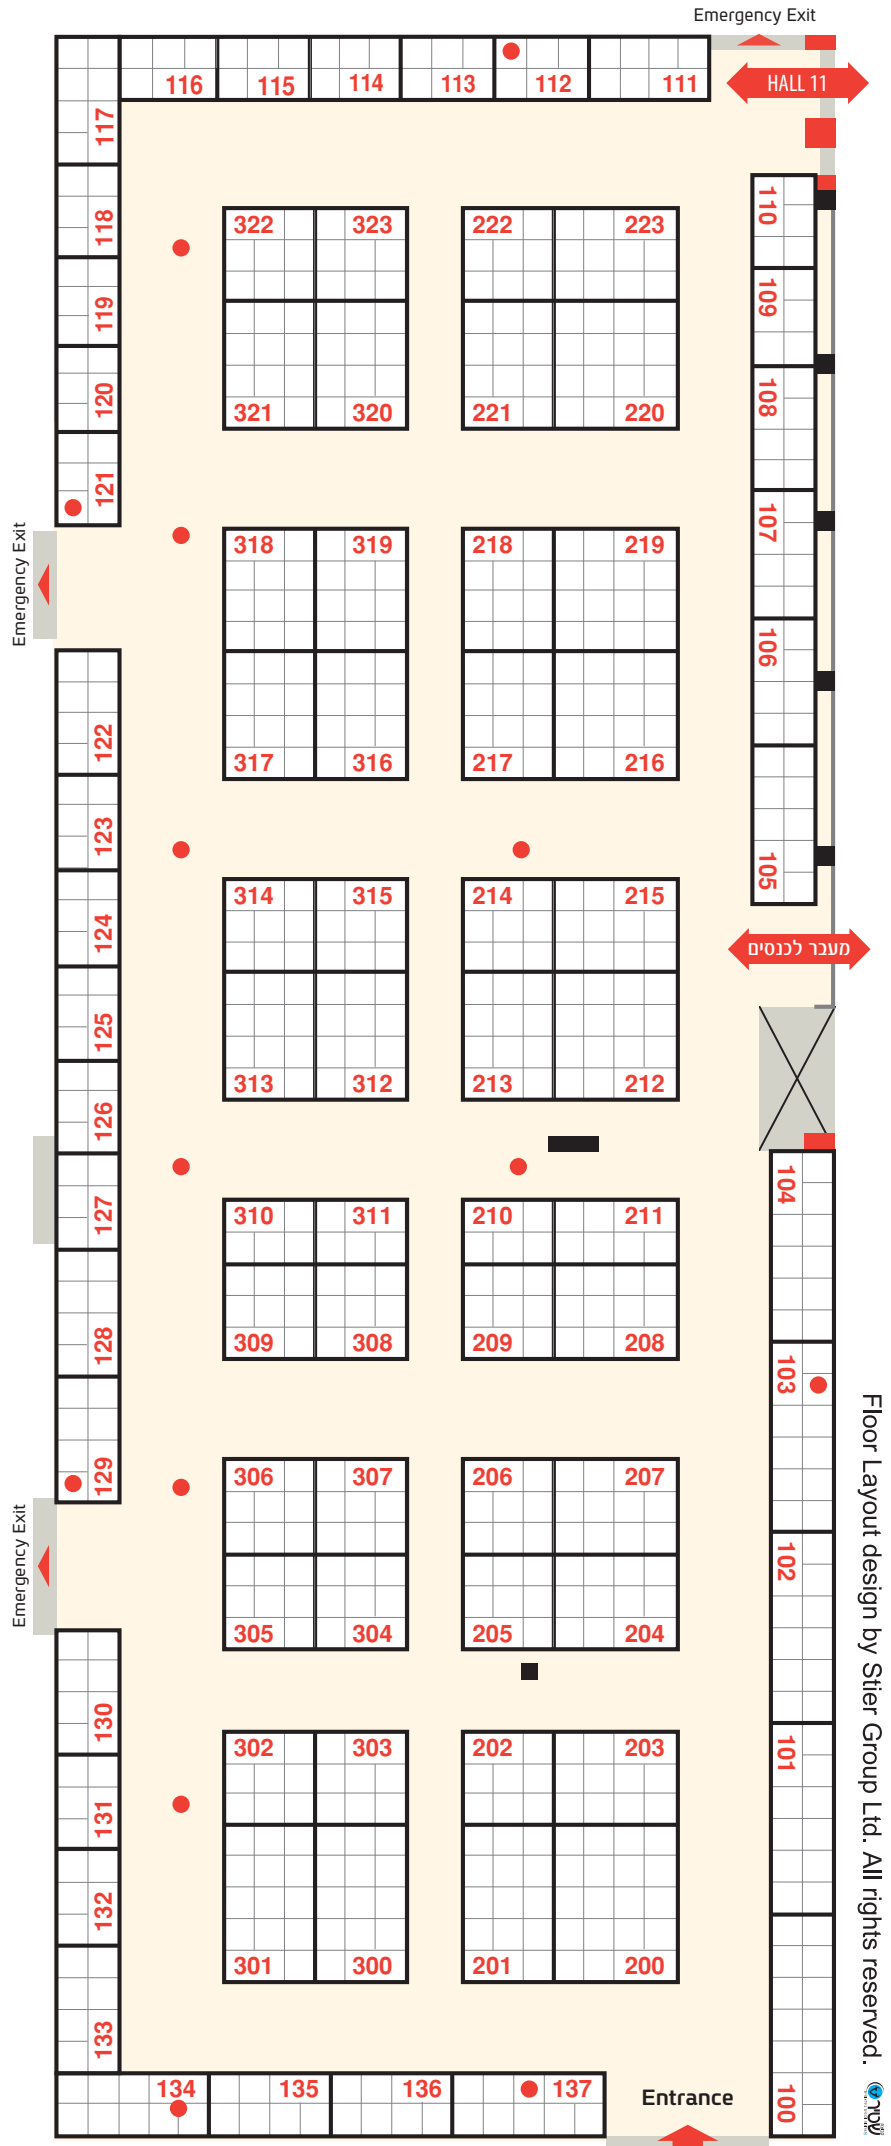 Emergency Exit
HALL 11
116 115 114 113 112 111
117
118
119
120
121
110
109
108
107
106
105
322 323 222 223
321 320 221 220
Emergency Exit
318 319 218 219
317 316 217 216
122
123
124
125
126
127
128
129
314 315 214 215
מעבר לכנסים
313 312 213 212
310 311 210 211
309 308 209 208
104
103
102
101
100
306 307 206 207
Emergency Exit
305 304 205 204
130
131
132
133
302 303 202 203
301 300 201 200
134 135 136 137
Entrance
Floor Layout design by Stier Group Ltd. All rights reserved.
שטיר